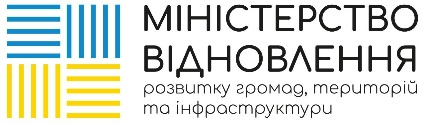 МІНІСТЕРСТВО
ВІДНОВЛЕННЯ
розвитку громад, територій
та інфраструктури